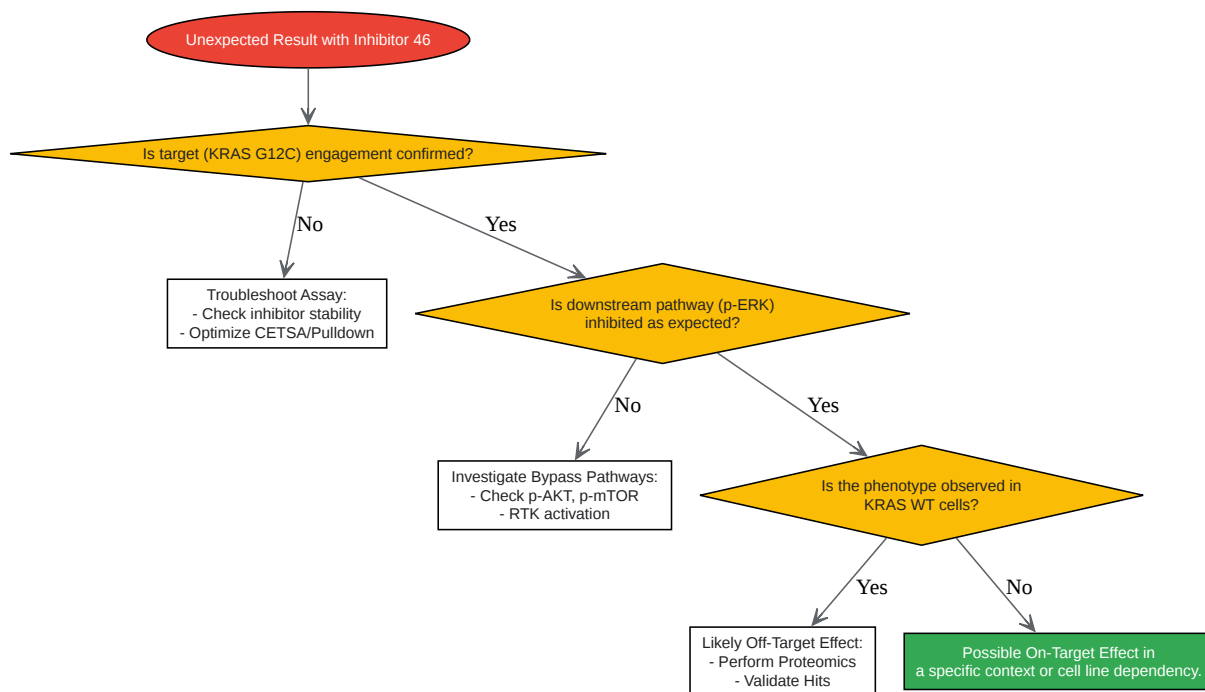 Unexpected Result with Inhibitor 46
Is target (KRAS G12C) engagement confirmed?
No
Yes
Troubleshoot Assay:
- Check inhibitor stability
- Optimize CETSA/Pulldown
Is downstream pathway (p-ERK)
inhibited as expected?
No
Yes
Investigate Bypass Pathways:
- Check p-AKT, p-mTOR
- RTK activation
Is the phenotype observed in
KRAS WT cells?
Yes
No
Likely Off-Target Effect:
- Perform Proteomics
- Validate Hits
Possible On-Target Effect in
a specific context or cell line dependency.